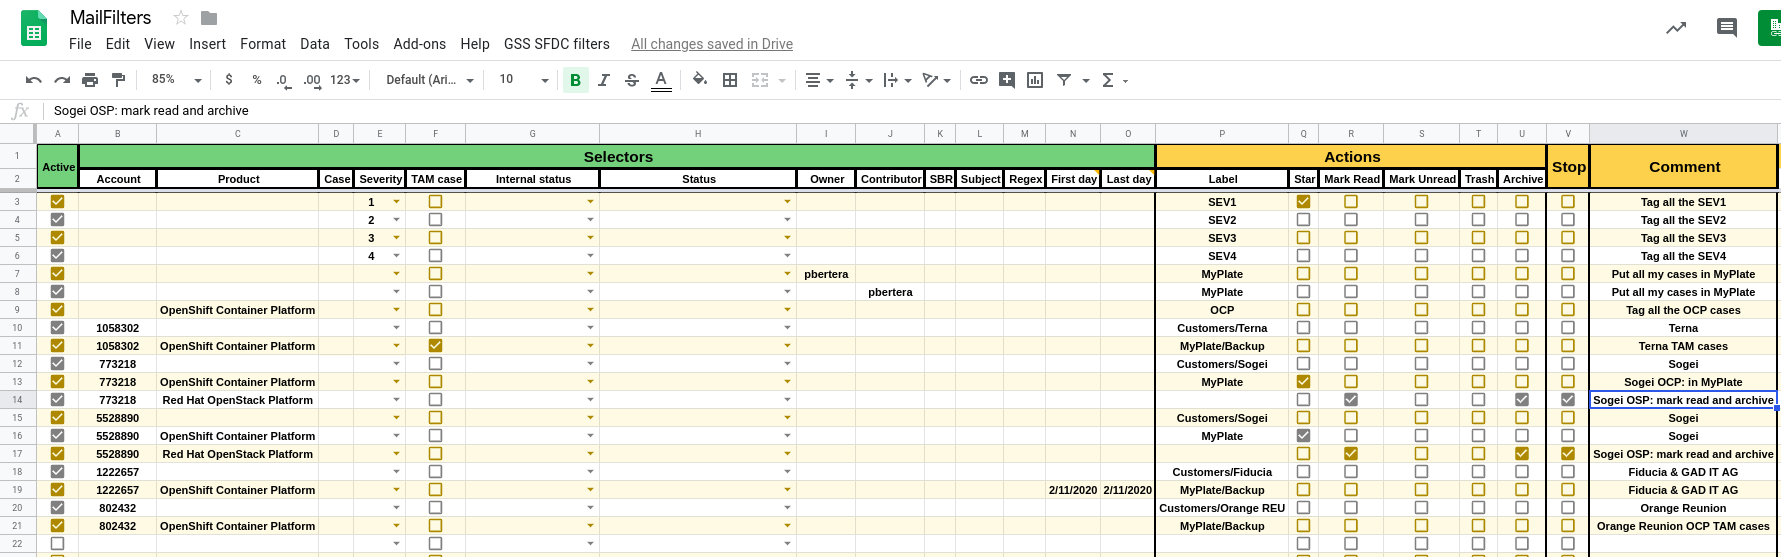 MailFilters
File Edit View Insert Format Data Tools Add-ons Help GSS SFDC filters All changes saved in Drive
85% $ % .0 .00 123 Default (Ari... 10 B I S A Σ
fx Sogei OSP: mark read and archive
A B C D E F G H I J K L M N O P Q R S T U V W
1 Active Selectors Actions Stop Comment
2 Account Product Case Severity TAM case Internal status Status Owner Contributor SBR Subject Regex First day Last day Label Star Mark Read Mark Unread Trash Archive
3 1 SEV1 Tag all the SEV1
4 2 SEV2 Tag all the SEV2
5 3 SEV3 Tag all the SEV3
6 4 SEV4 Tag all the SEV4
7 pbertera MyPlate Put all my cases in MyPlate
8 pbertera MyPlate Put all my cases in MyPlate
9 OpenShift Container Platform OCP Tag all the OCP cases
10 1058302 Customers/Terna Terna
11 1058302 OpenShift Container Platform MyPlate/Backup Terna TAM cases
12 773218 Customers/Sogei Sogei
13 773218 OpenShift Container Platform MyPlate Sogei OCP: in MyPlate
14 773218 Red Hat OpenStack Platform Sogei OSP: mark read and archive
15 5528890 Customers/Sogei Sogei
16 5528890 OpenShift Container Platform MyPlate Sogei
17 5528890 Red Hat OpenStack Platform Sogei OSP: mark read and archive
18 1222657 Customers/Fiducia Fiducia & GAD IT AG
19 1222657 OpenShift Container Platform 2/11/2020 2/11/2020 MyPlate/Backup Fiducia & GAD IT AG
20 802432 Customers/Orange REU Orange Reunion
21 802432 OpenShift Container Platform MyPlate/Backup Orange Reunion OCP TAM cases
22